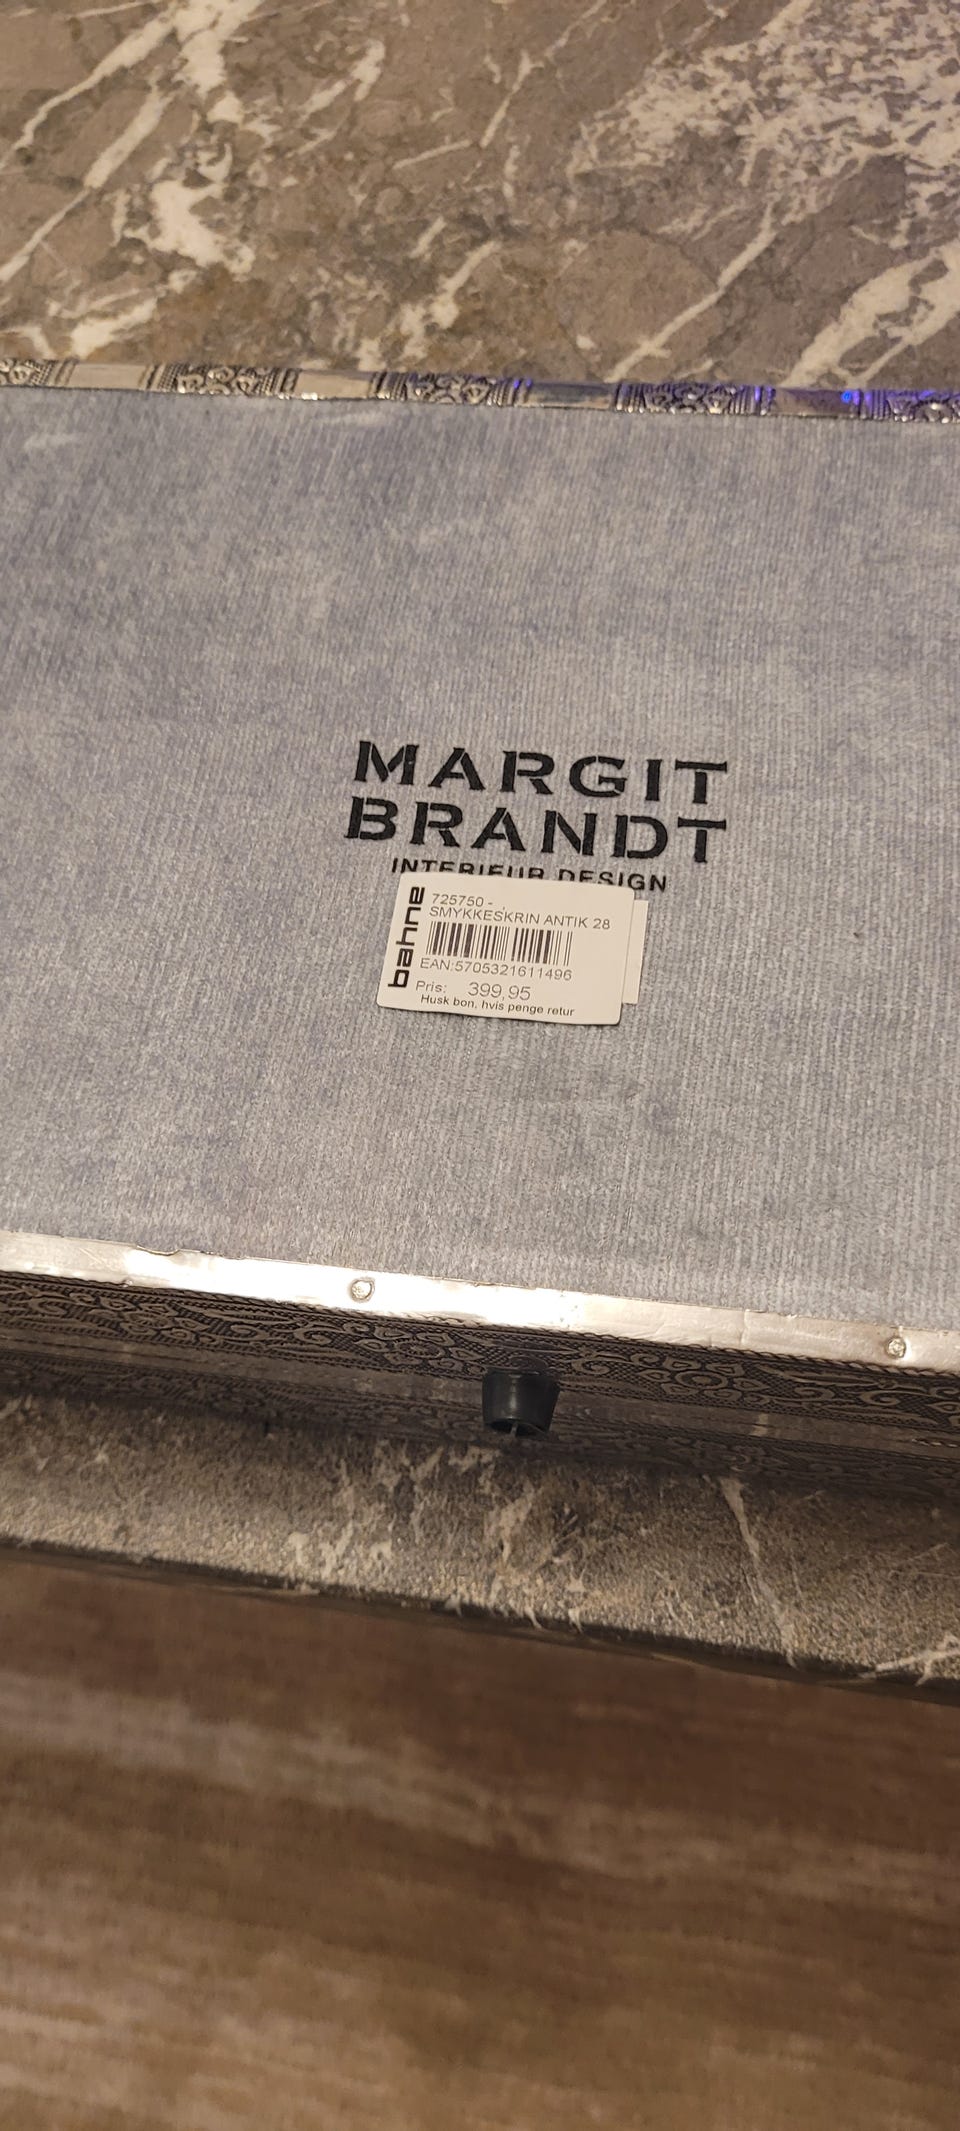 MARGIT
BRANDT
INTERIEUR DESIGN
bahne
725750 -
SMYKKESKRIN ANTIK 28
EAN:5705321611496
Pris: 399,95
Husk bon, hvis penge retur